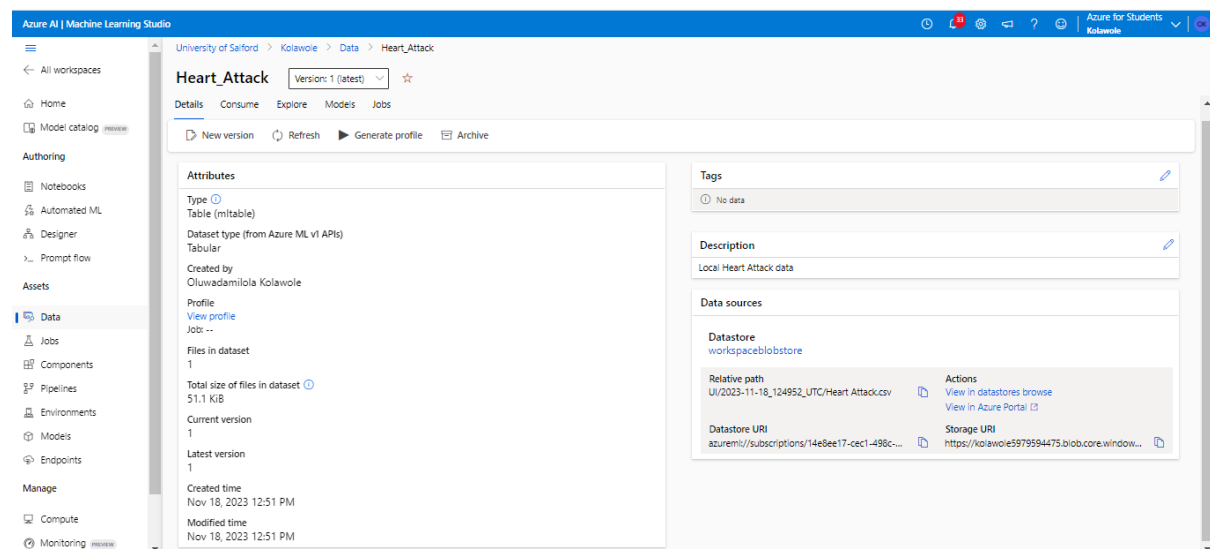 Azure AI | Machine Learning Studio
33
Azure for Students
Kolawole
OK
All workspaces
Home
Model catalog PREVIEW
Authoring
Notebooks
Automated ML
Designer
Prompt flow
Assets
Data
Jobs
Components
Pipelines
Environments
Models
Endpoints
Manage
Compute
Monitoring PREVIEW
University of Salford > Kolawole > Data > Heart_Attack
Heart_Attack Version: 1 (latest)
Details Consume Explore Models Jobs
New version Refresh Generate profile Archive
Attributes
Type
Table (mltable)
Dataset type (from Azure ML v1 APIs)
Tabular
Created by
Oluwadamilola Kolawole
Profile
View profile
Job: --
Files in dataset
1
Total size of files in dataset
51.1 KiB
Current version
1
Latest version
1
Created time
Nov 18, 2023 12:51 PM
Modified time
Nov 18, 2023 12:51 PM
Tags
No data
Description
Local Heart Attack data
Data sources
Datastore
workspaceblobstore
Relative path
UI/2023-11-18_124952_UTC/Heart Attack.csv
Actions
View in datastores browse
View in Azure Portal
Datastore URI
azureml://subscriptions/14e8ee17-cec1-498c-...
Storage URI
https://kolawole5979594475.blob.core.window...